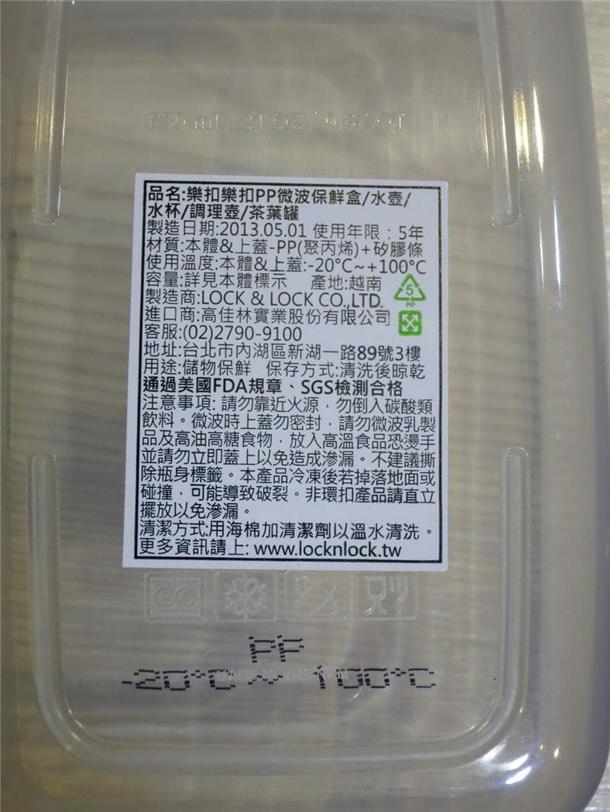 品名:樂扣樂扣PP微波保鮮盒/水壺/
水杯/調理壺/茶葉罐
製造日期:2013.05.01 使用年限：5年
材質:本體&上蓋-PP(聚丙烯)+矽膠條
使用溫度:本體&上蓋:-20°C~+100°C
容量:詳見本體標示 產地:越南
製造商:LOCK & LOCK CO.,LTD.
5
PP
進口商:高佳林實業股份有限公司
客服:(02)2790-9100
地址:台北市內湖區新湖一路89號3樓
用途:儲物保鮮 保存方式:清洗後晾乾
通過美國FDA規章、SGS檢測合格
注意事項: 請勿靠近火源，勿倒入碳酸類
飲料。微波時上蓋勿密封，請勿微波乳製
品及高油高糖食物，放入高溫食品恐燙手
並請勿立即蓋上以免造成滲漏。不建議撕
除瓶身標籤。本產品冷凍後若掉落地面或
碰撞，可能導致破裂。非環扣產品請直立
擺放以免滲漏。
清潔方式:用海棉加清潔劑以溫水清洗。
更多資訊請上: www.locknlock.tw
PP
-20°C ~ 100°C